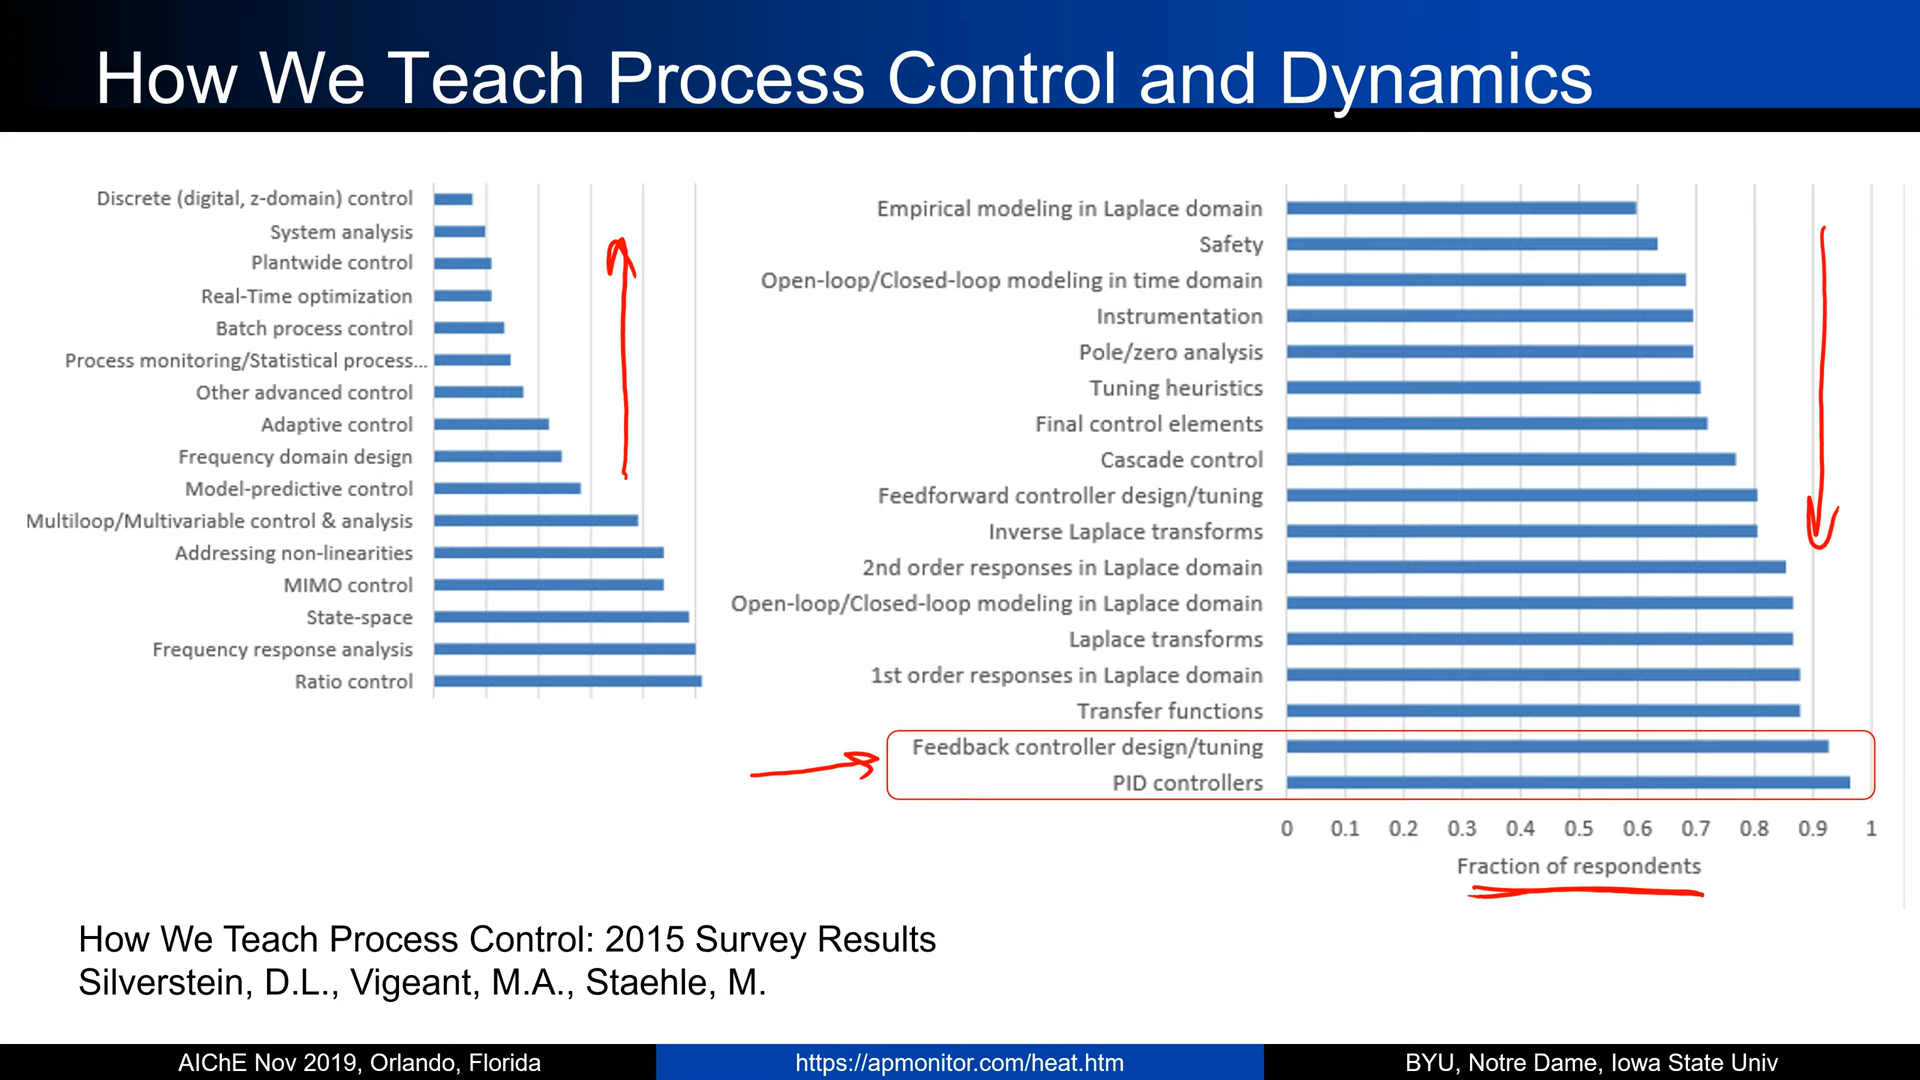 How We Teach Process Control and Dynamics
Discrete (digital, z-domain) control
System analysis
Plantwide control
Real-Time optimization
Batch process control
Process monitoring/Statistical process...
Other advanced control
Adaptive control
Frequency domain design
Model-predictive control
Multiloop/Multivariable control & analysis
Addressing non-linearities
MIMO control
State-space
Frequency response analysis
Ratio control
Empirical modeling in Laplace domain
Safety
Open-loop/Closed-loop modeling in time domain
Instrumentation
Pole/zero analysis
Tuning heuristics
Final control elements
Cascade control
Feedforward controller design/tuning
Inverse Laplace transforms
2nd order responses in Laplace domain
Open-loop/Closed-loop modeling in Laplace domain
Laplace transforms
1st order responses in Laplace domain
Transfer functions
Feedback controller design/tuning
PID controllers
0 0.1 0.2 0.3 0.4 0.5 0.6 0.7 0.8 0.9 1
Fraction of respondents
How We Teach Process Control: 2015 Survey Results
Silverstein, D.L., Vigeant, M.A., Staehle, M.
AIChE Nov 2019, Orlando, Florida
https://apmonitor.com/heat.htm
BYU, Notre Dame, Iowa State Univ